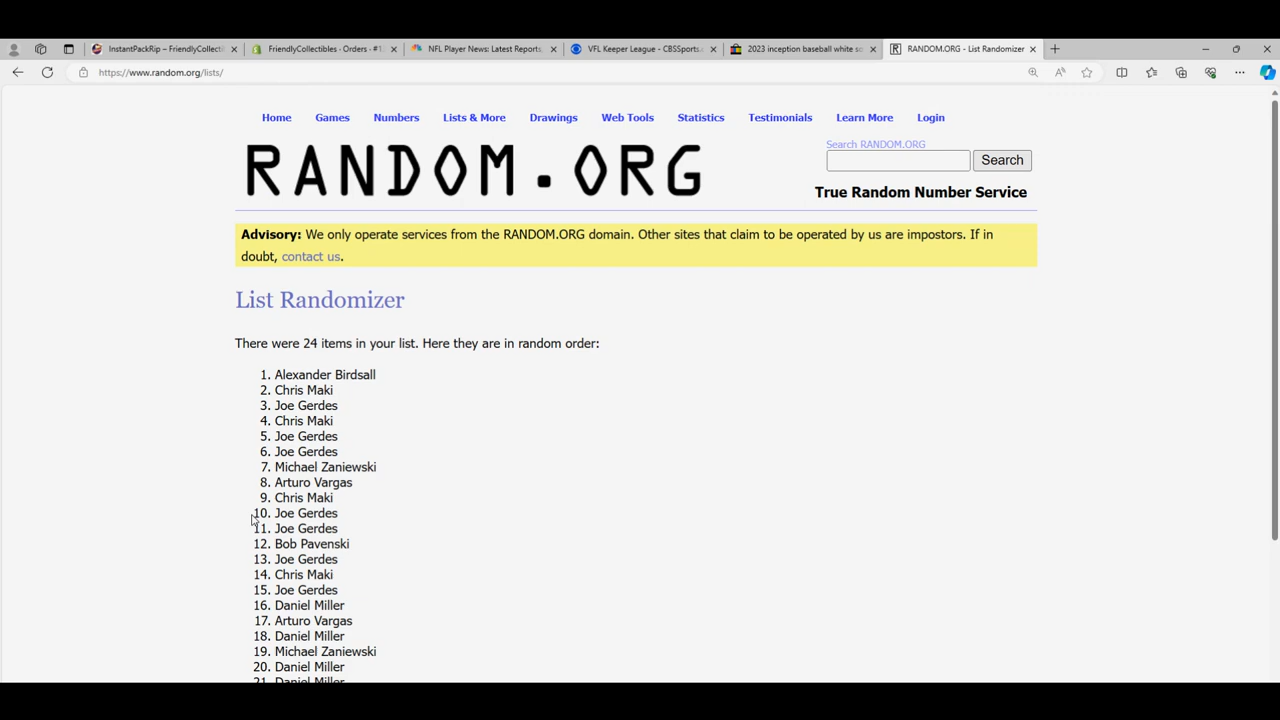 InstantPackRip – FriendlyCollecti
FriendlyCollectibles · Orders · #1
NFL Player News: Latest Reports,
VFL Keeper League - CBSSports.c
2023 inception baseball white so
RANDOM.ORG - List Randomizer
https://www.random.org/lists/
Home Games Numbers Lists & More Drawings Web Tools Statistics Testimonials Learn More Login
RANDOM.ORG
Search RANDOM.ORG
Search
True Random Number Service
Advisory: We only operate services from the RANDOM.ORG domain. Other sites that claim to be operated by us are impostors. If in
doubt, contact us.
List Randomizer
There were 24 items in your list. Here they are in random order:
1. Alexander Birdsall
2. Chris Maki
3. Joe Gerdes
4. Chris Maki
5. Joe Gerdes
6. Joe Gerdes
7. Michael Zaniewski
8. Arturo Vargas
9. Chris Maki
10. Joe Gerdes
11. Joe Gerdes
12. Bob Pavenski
13. Joe Gerdes
14. Chris Maki
15. Joe Gerdes
16. Daniel Miller
17. Arturo Vargas
18. Daniel Miller
19. Michael Zaniewski
20. Daniel Miller
21. Daniel Miller